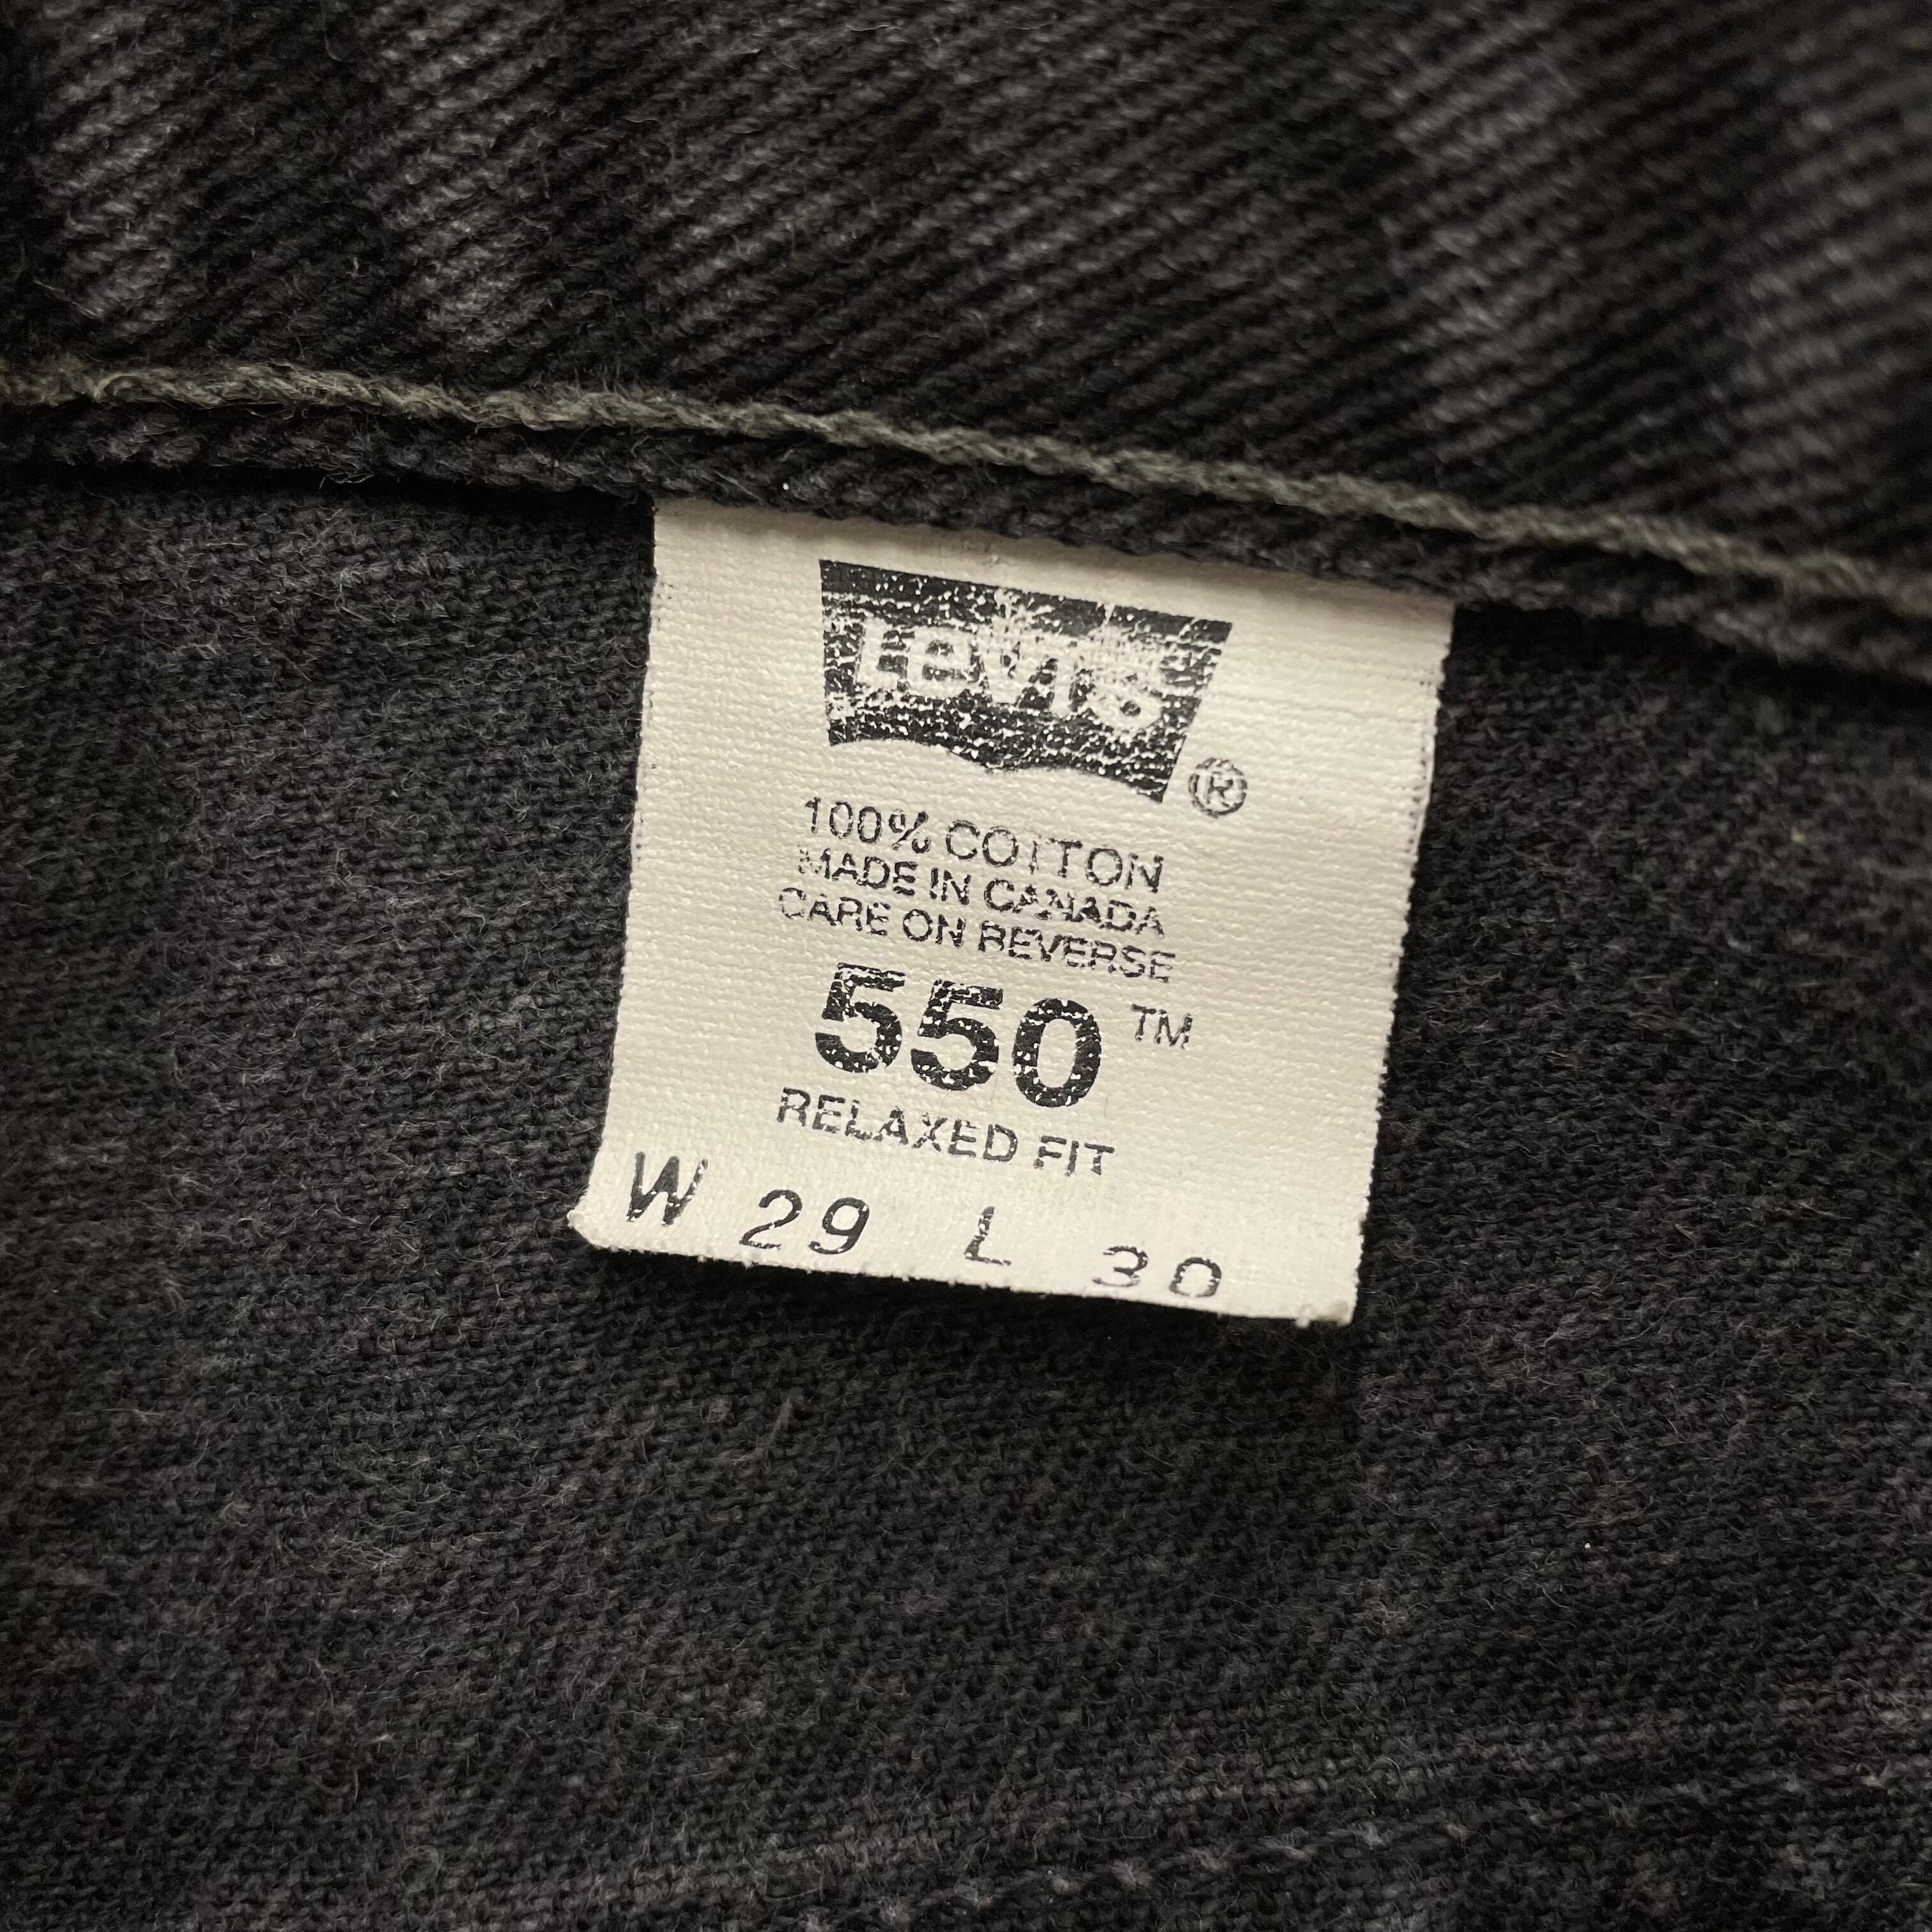 Levi's
®
100% COTTON
MADE IN CANADA
CARE ON REVERSE
550 ™
RELAXED FIT
W 29 L 30